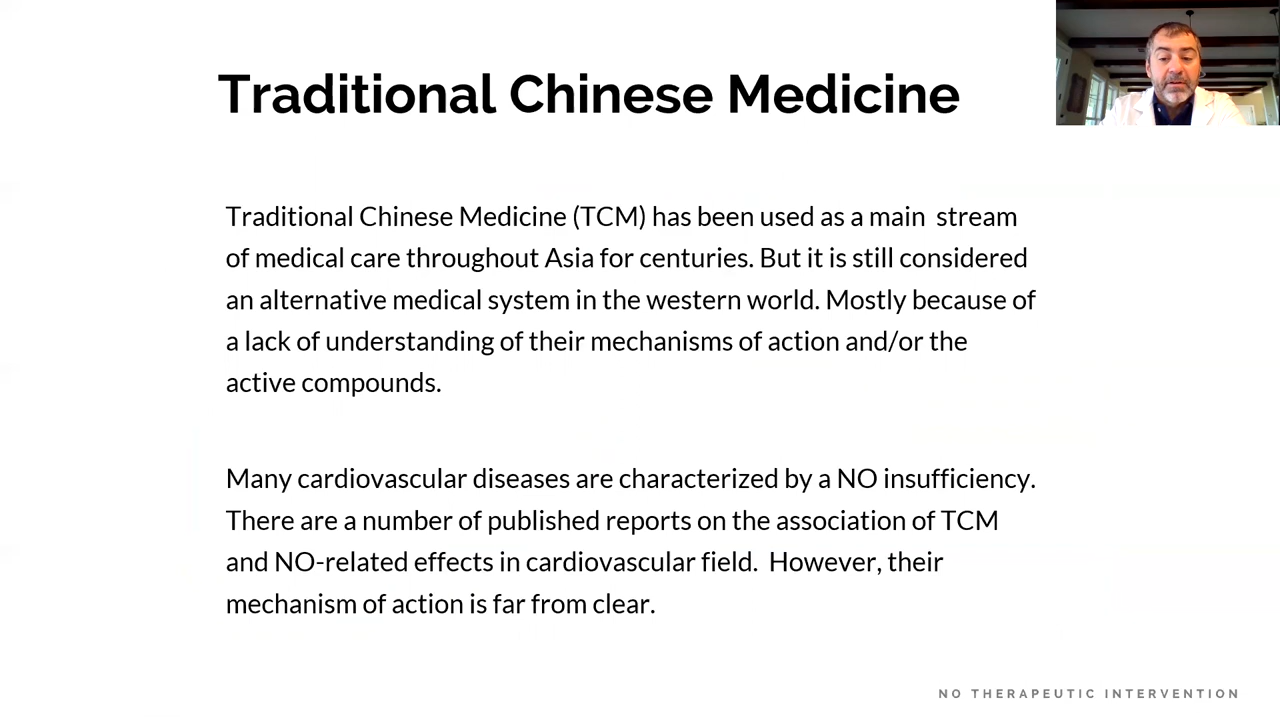 Traditional Chinese Medicine
Traditional Chinese Medicine (TCM) has been used as a main  stream
of medical care throughout Asia for centuries. But it is still considered
an alternative medical system in the western world. Mostly because of
a lack of understanding of their mechanisms of action and/or the
active compounds.
Many cardiovascular diseases are characterized by a NO insufficiency.
There are a number of published reports on the association of TCM
and NO-related effects in cardiovascular field.  However, their
mechanism of action is far from clear.
NO THERAPEUTIC INTERVENTION